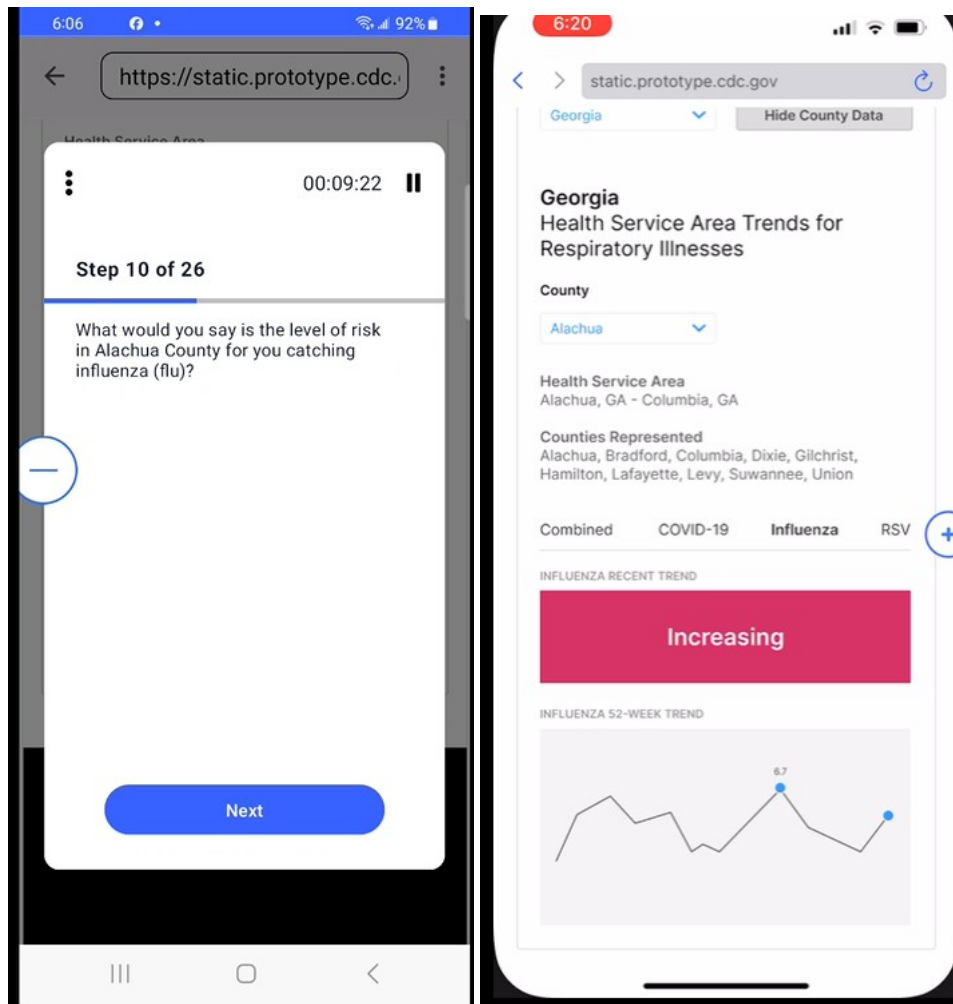 6:06
92%
https://static.prototype.cdc.
Health Service Area
00:09:22
Step 10 of 26
What would you say is the level of risk
in Alachua County for you catching
influenza (flu)?
Next
6:20
static.prototype.cdc.gov
Georgia
Hide County Data
Georgia
Health Service Area Trends for
Respiratory Illnesses
County
Alachua
Health Service Area
Alachua, GA - Columbia, GA
Counties Represented
Alachua, Bradford, Columbia, Dixie, Gilchrist,
Hamilton, Lafayette, Levy, Suwannee, Union
Combined COVID-19 Influenza RSV
INFLUENZA RECENT TREND
Increasing
INFLUENZA 52-WEEK TREND
6.7